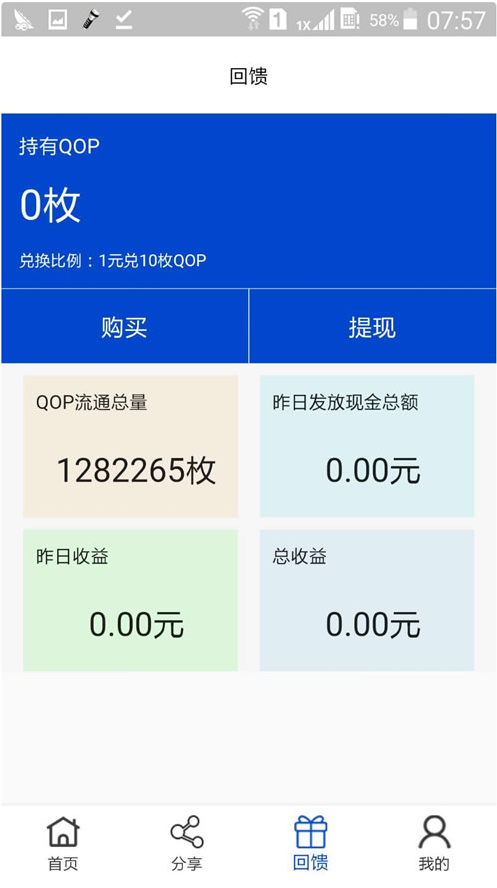 1 1X 58% 07:57
回馈
持有QOP
0枚
兑换比例：1元兑10枚QOP
购买 提现
QOP流通总量 昨日发放现金总额
1282265枚 0.00元
昨日收益 总收益
0.00元 0.00元
首页 分享 回馈 我的